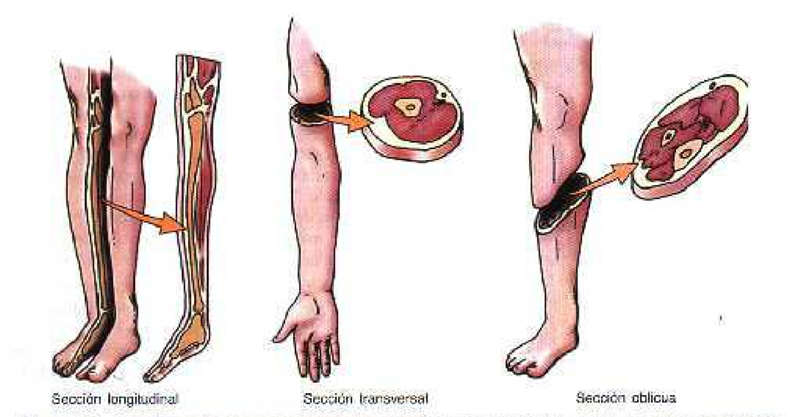 Sección longitudinal
Sección transversal
Sección oblicua